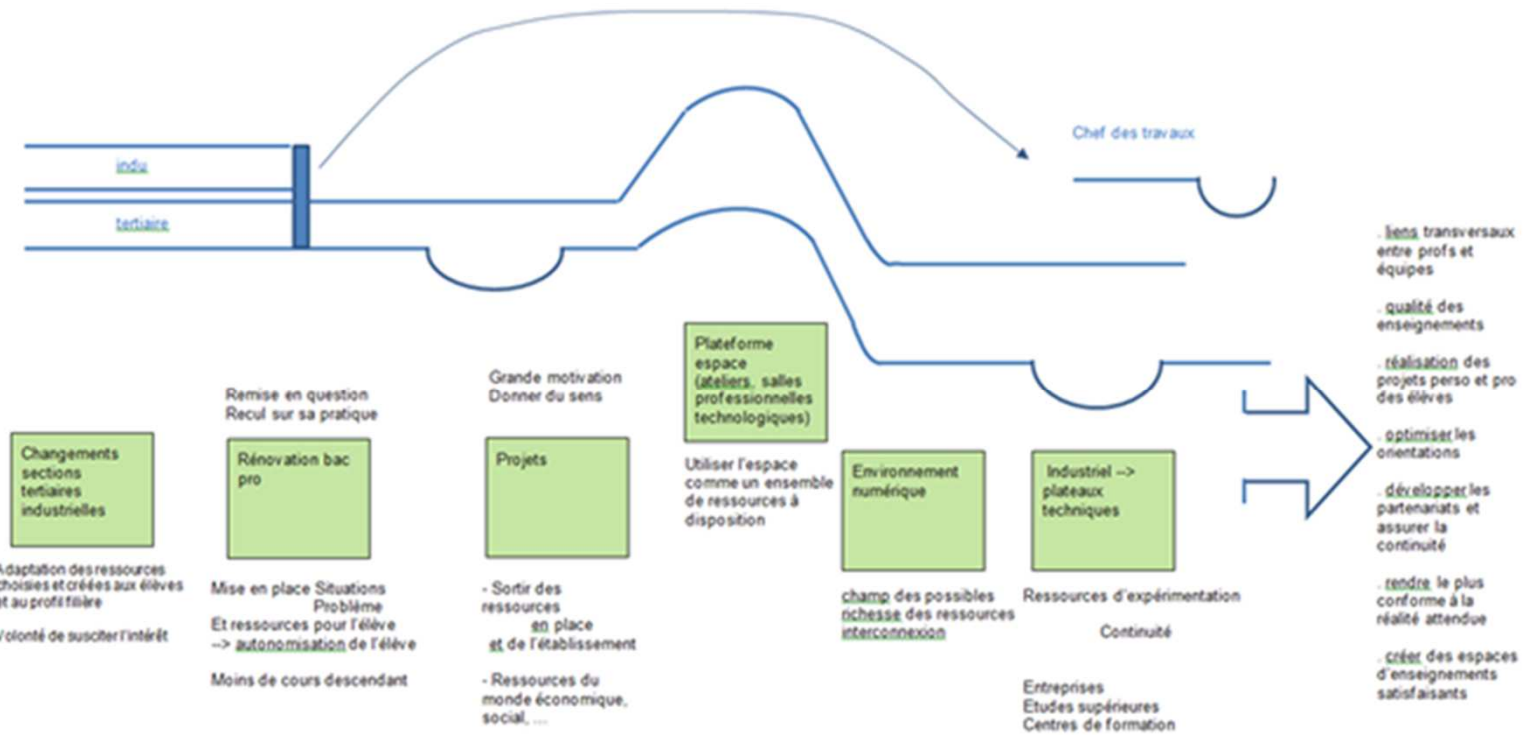 indu
tertiaire
Chef des travaux
Changements
sections
tertiaires
industrielles
Adaptation des ressources
choisies et créées aux élèves
et au profil filière
Volonté de susciter l'intérêt
Remise en question
Recul sur sa pratique
Rénovation bac
pro
Mise en place Situations
Problème
Et ressources pour l'élève
--> autonomisation de l'élève
Moins de cours descendant
Grande motivation
Donner du sens
Projets
- Sortir des
ressources
en place
et de l'établissement
- Ressources du
monde économique,
social, ...
Plateforme
espace
(ateliers, salles
professionnelles
technologiques)
Utiliser l'espace
comme un ensemble
de ressources à
disposition
Environnement
numérique
champ des possibles
richesse des ressources
interconnexion
Industriel -->
plateaux
techniques
Ressources d'expérimentation
Continuité
Entreprises
Etudes supérieures
Centres de formation
. liens transversaux
entre profs et
équipes
. qualité des
enseignements
. réalisation des
projets perso et pro
des élèves
. optimiser les
orientations
. développer les
partenariats et
assurer la
continuité
. rendre le plus
conforme à la
réalité attendue
. créer des espaces
d'enseignements
satisfaisants